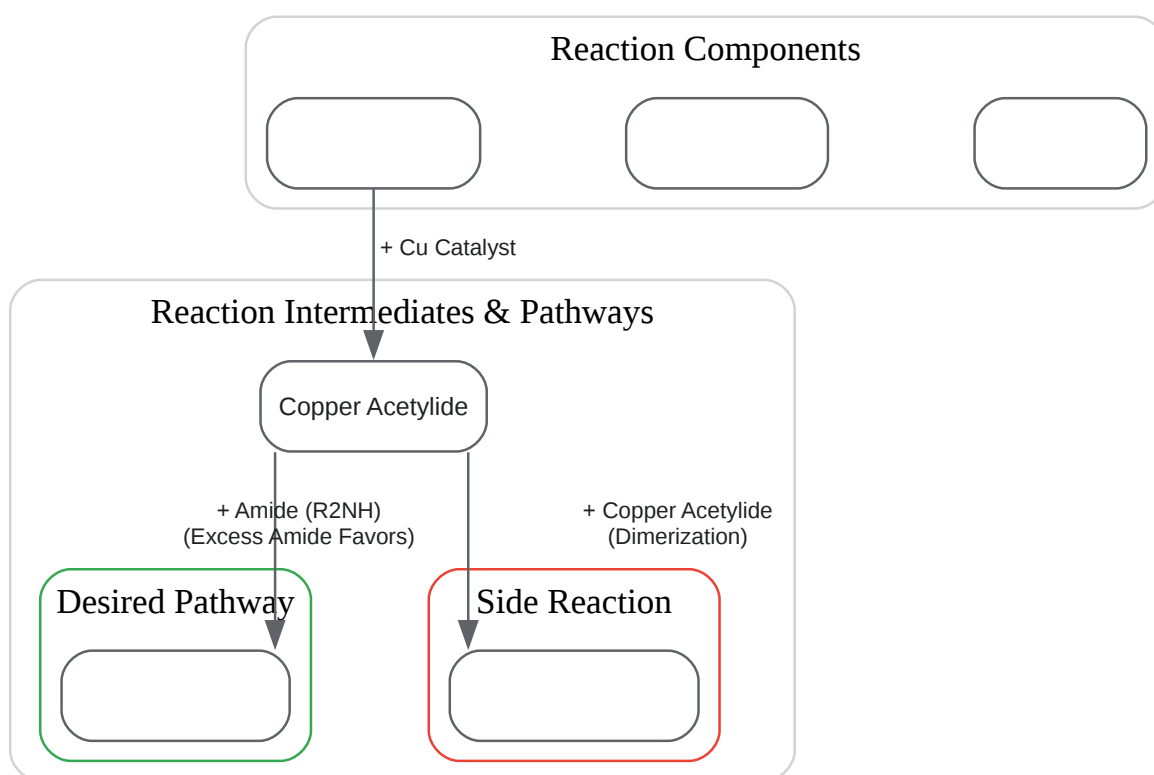 Reaction Components
+ Cu Catalyst
Reaction Intermediates & Pathways
Copper Acetylide
+ Amide (R2NH)
(Excess Amide Favors)
+ Copper Acetylide
(Dimerization)
Desired Pathway
Side Reaction